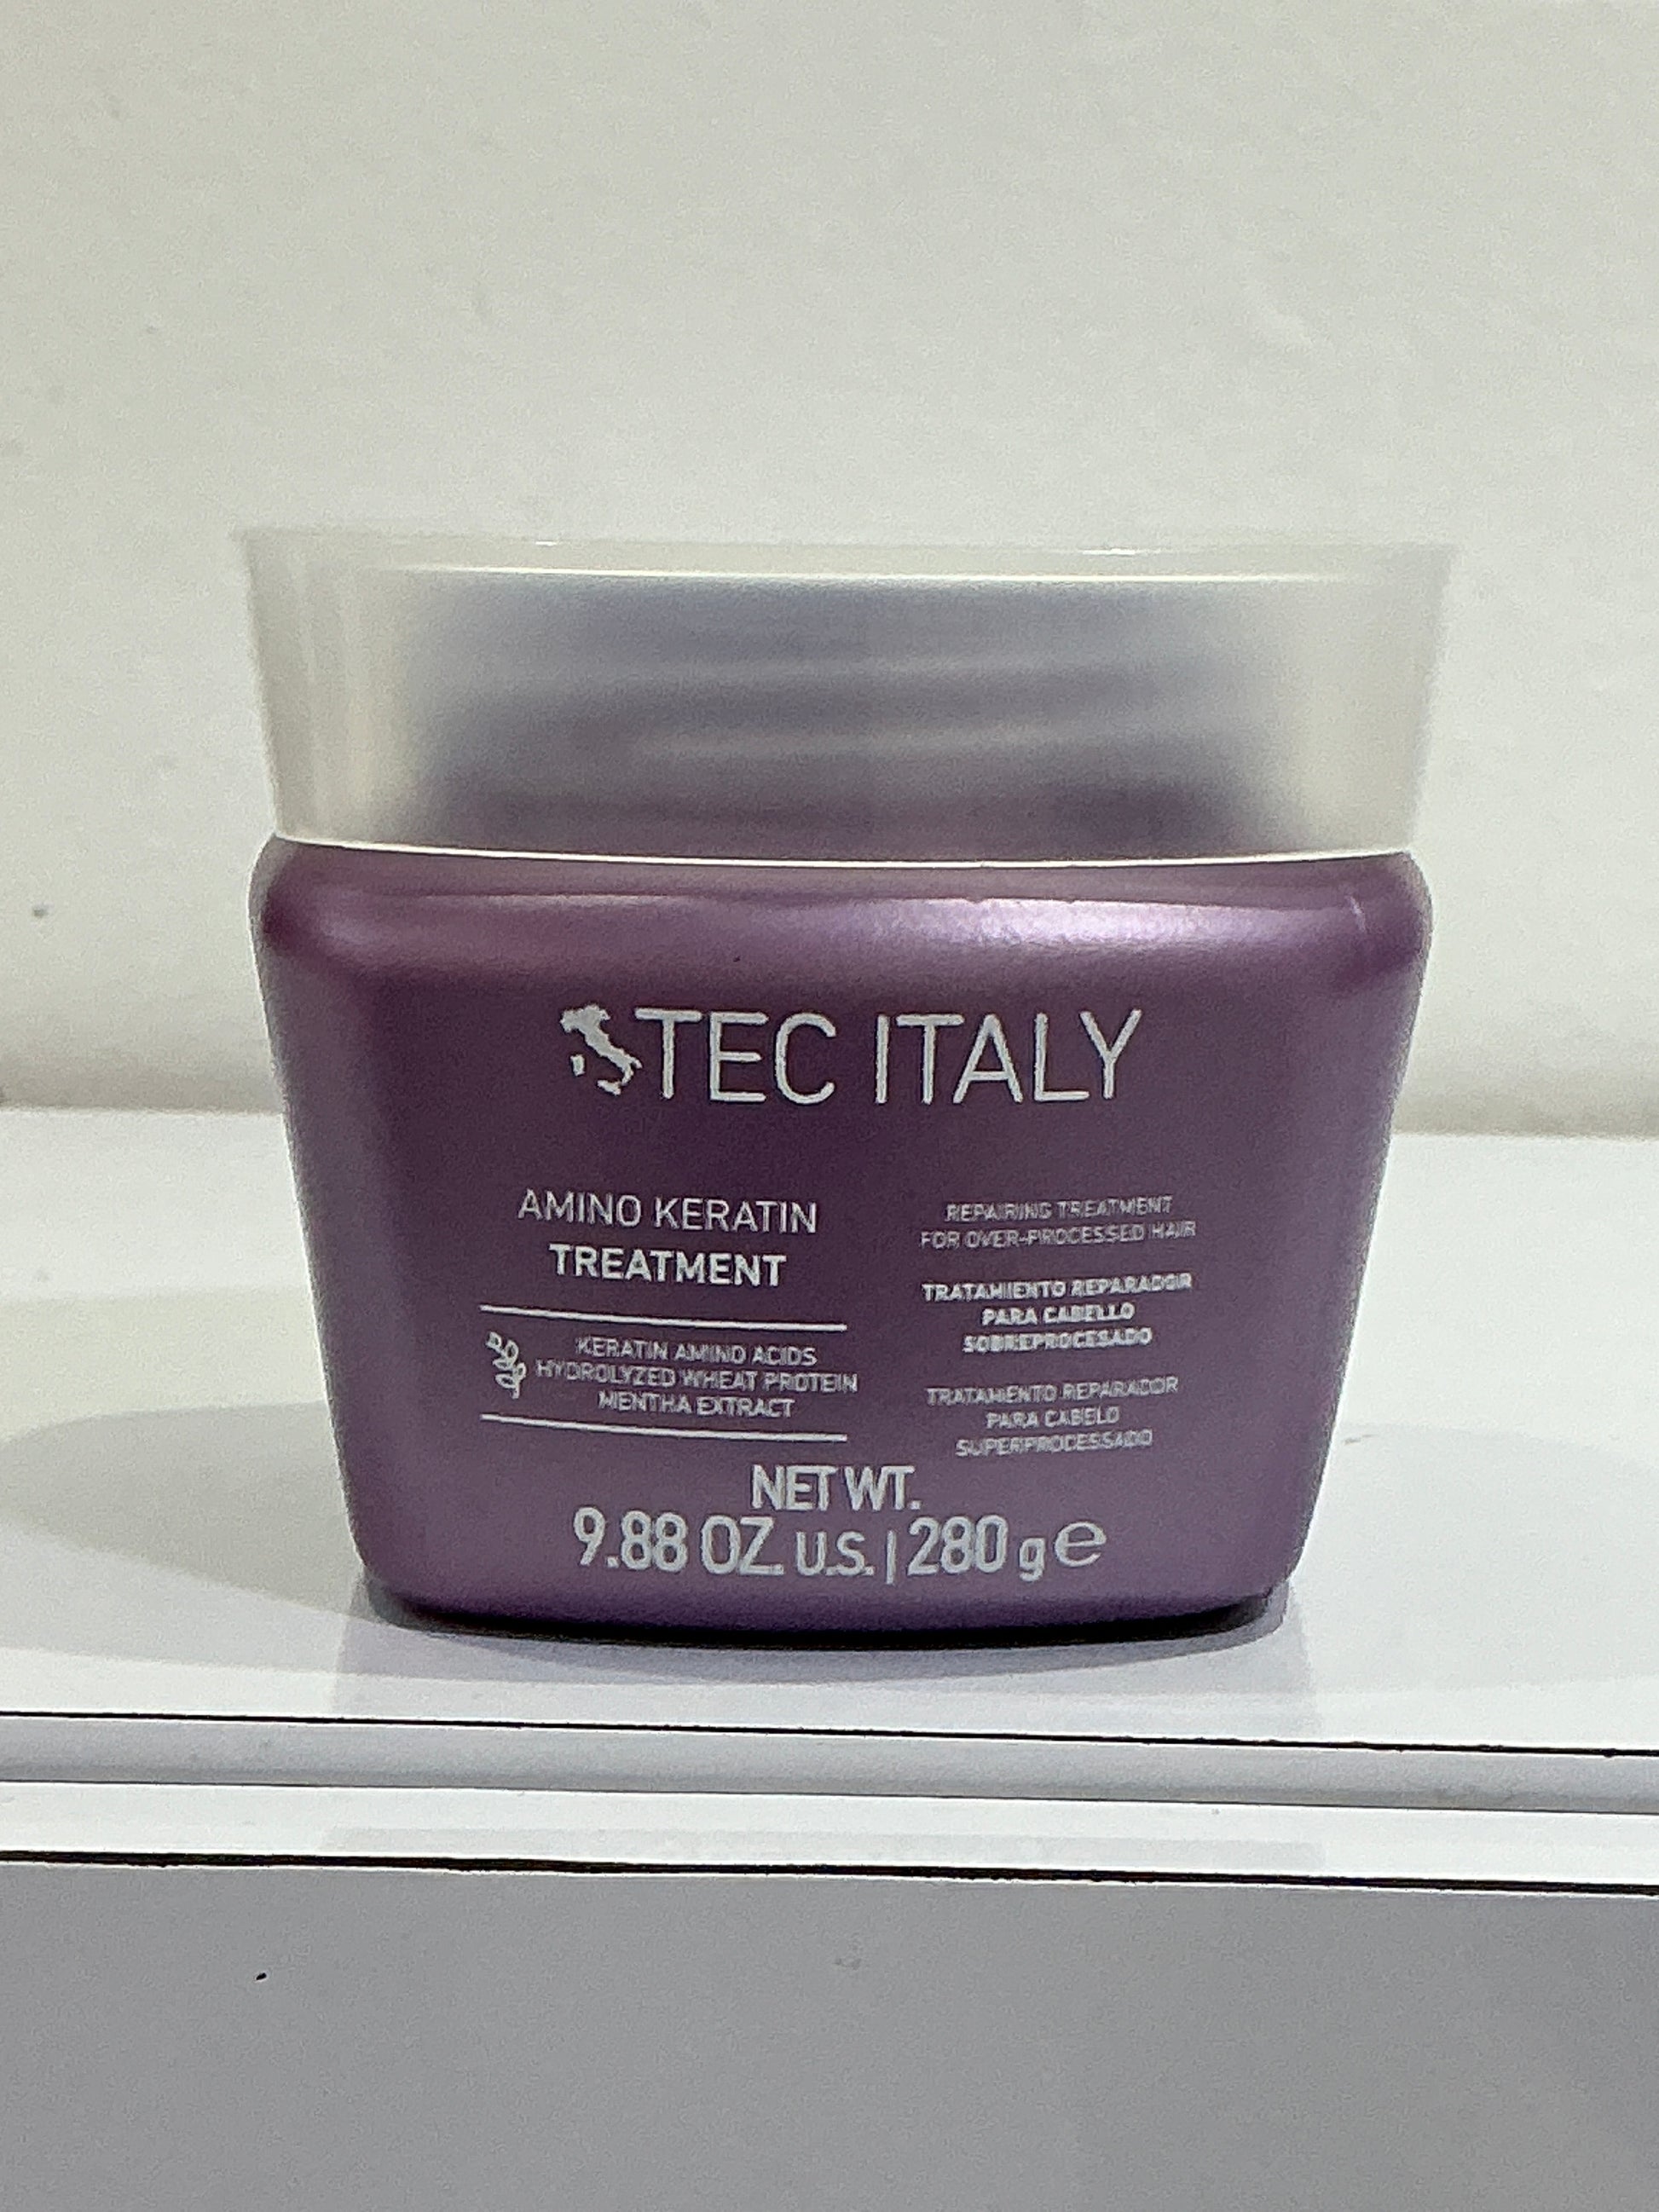 TEC ITALY
AMINO KERATIN
TREATMENT
KERATIN AMINO ACIDS
HYDROLYZED WHEAT PROTEIN
MENTHA EXTRACT
REPAIRING TREATMENT
FOR OVER-PROCESSED HAIR
TRATAMIENTO REPARADOR
PARA CABELLO
SOBREPROCESADO
TRATAMENTO REPARADOR
PARA CABELO
SUPERPROCESSADO
NET WT.
9.88 OZ. U.S. | 280 g e